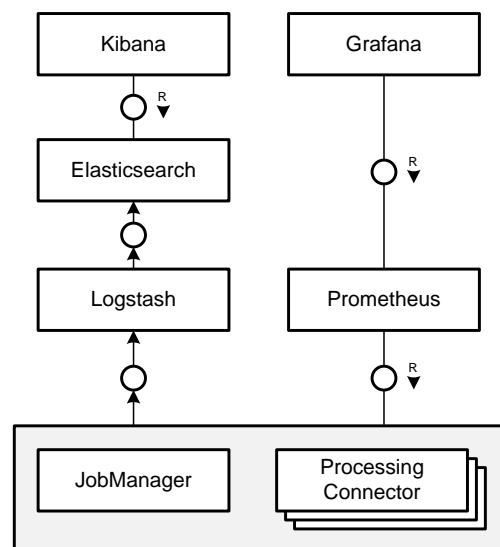 Kibana
Grafana
R
Elasticsearch
R
Logstash
Prometheus
R
JobManager
Processing
Connector